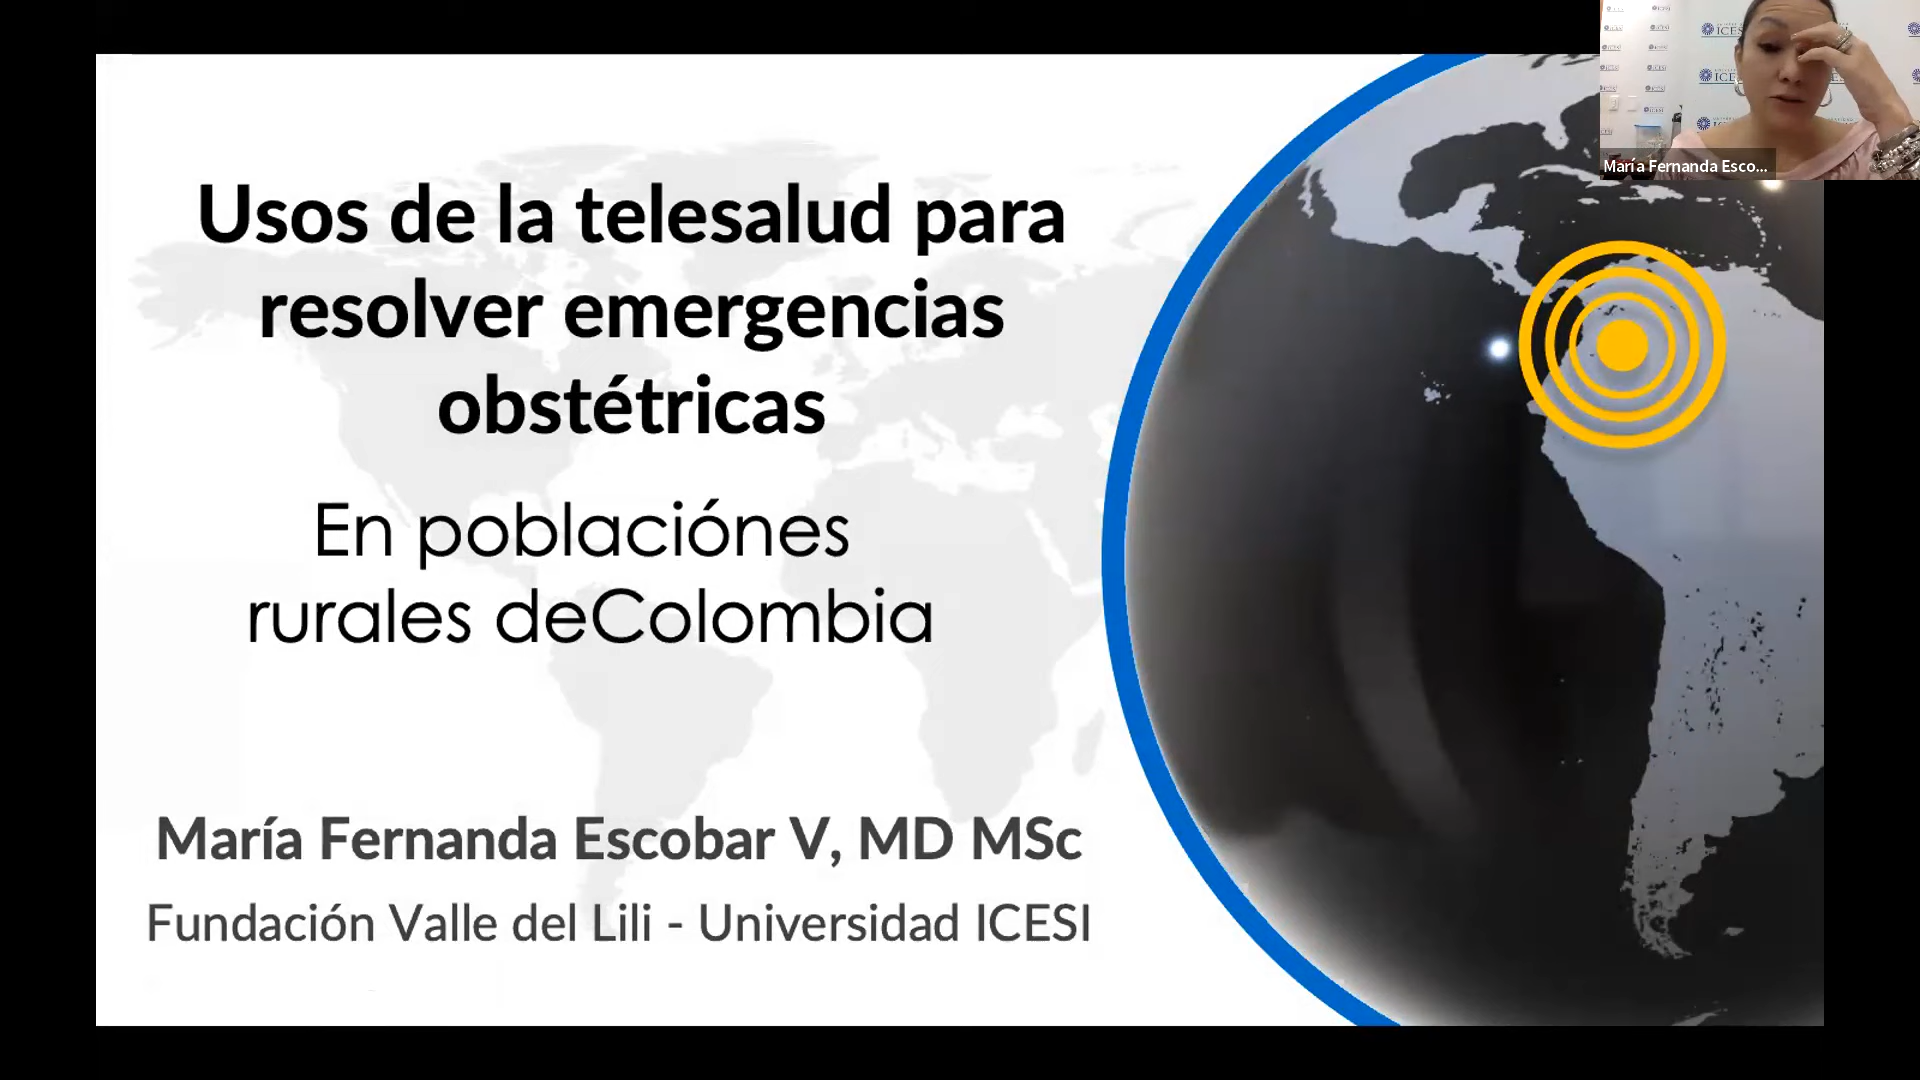 Usos de la telesalud para
resolver emergencias
obstétricas
En poblaciónes
rurales deColombia
María Fernanda Escobar V, MD MSc
Fundación Valle del Lili - Universidad ICESI
María Fernanda Esco...
ICESI